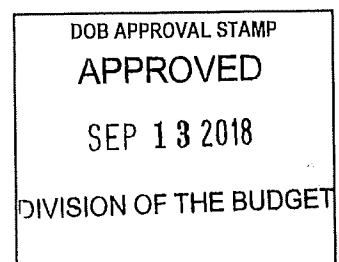 DOB APPROVAL STAMP
APPROVED
SEP 13 2018
DIVISION OF THE BUDGET